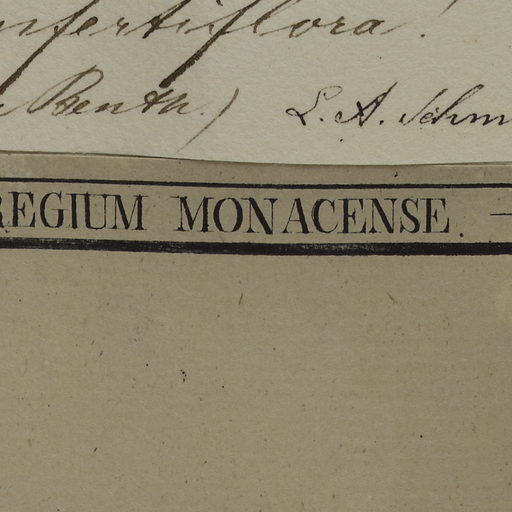 nfertiflora!
Benth.) L. A. Schm
REGIUM MONACENSE. —